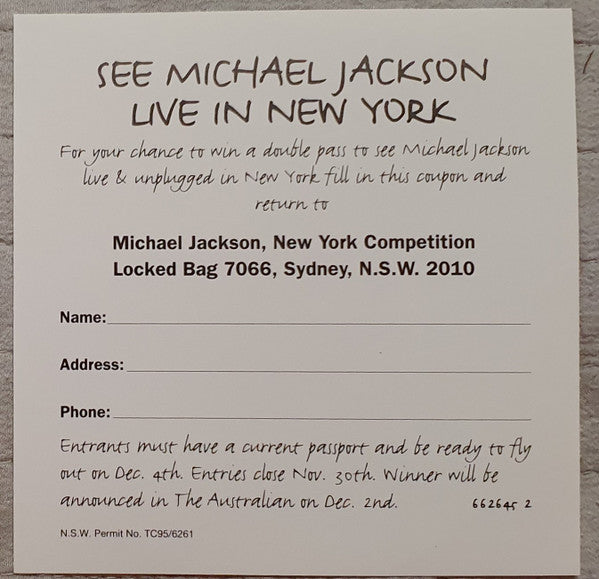 SEE MICHAEL JACKSON
LIVE IN NEW YORK
For your chance to win a double pass to see Michael Jackson
live & unplugged in New York fill in this coupon and
return to
Michael Jackson, New York Competition
Locked Bag 7066, Sydney, N.S.W. 2010
Name:
Address:
Phone:
Entrants must have a current passport and be ready to fly
out on Dec. 4th. Entries close Nov. 30th. Winner will be
announced in The Australian on Dec. 2nd. 662645 2
N.S.W. Permit No. TC95/6261